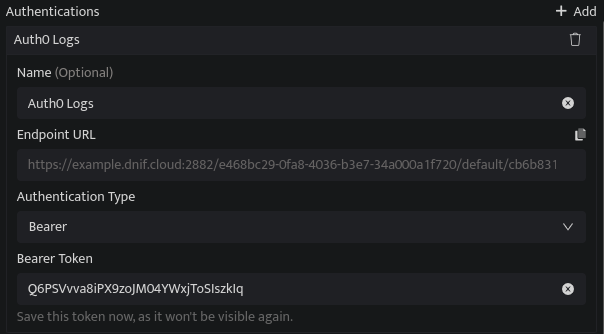 Authentications
+ Add
Auth0 Logs
Name (Optional)
Auth0 Logs
Endpoint URL
https://example.dnif.cloud:2882/e468bc29-0fa8-4036-b3e7-34a000a1f720/default/cb6b831
Authentication Type
Bearer
Bearer Token
Q6PSVvva8iPX9zoJM04YWxjToSIszkIq
Save this token now, as it won't be visible again.